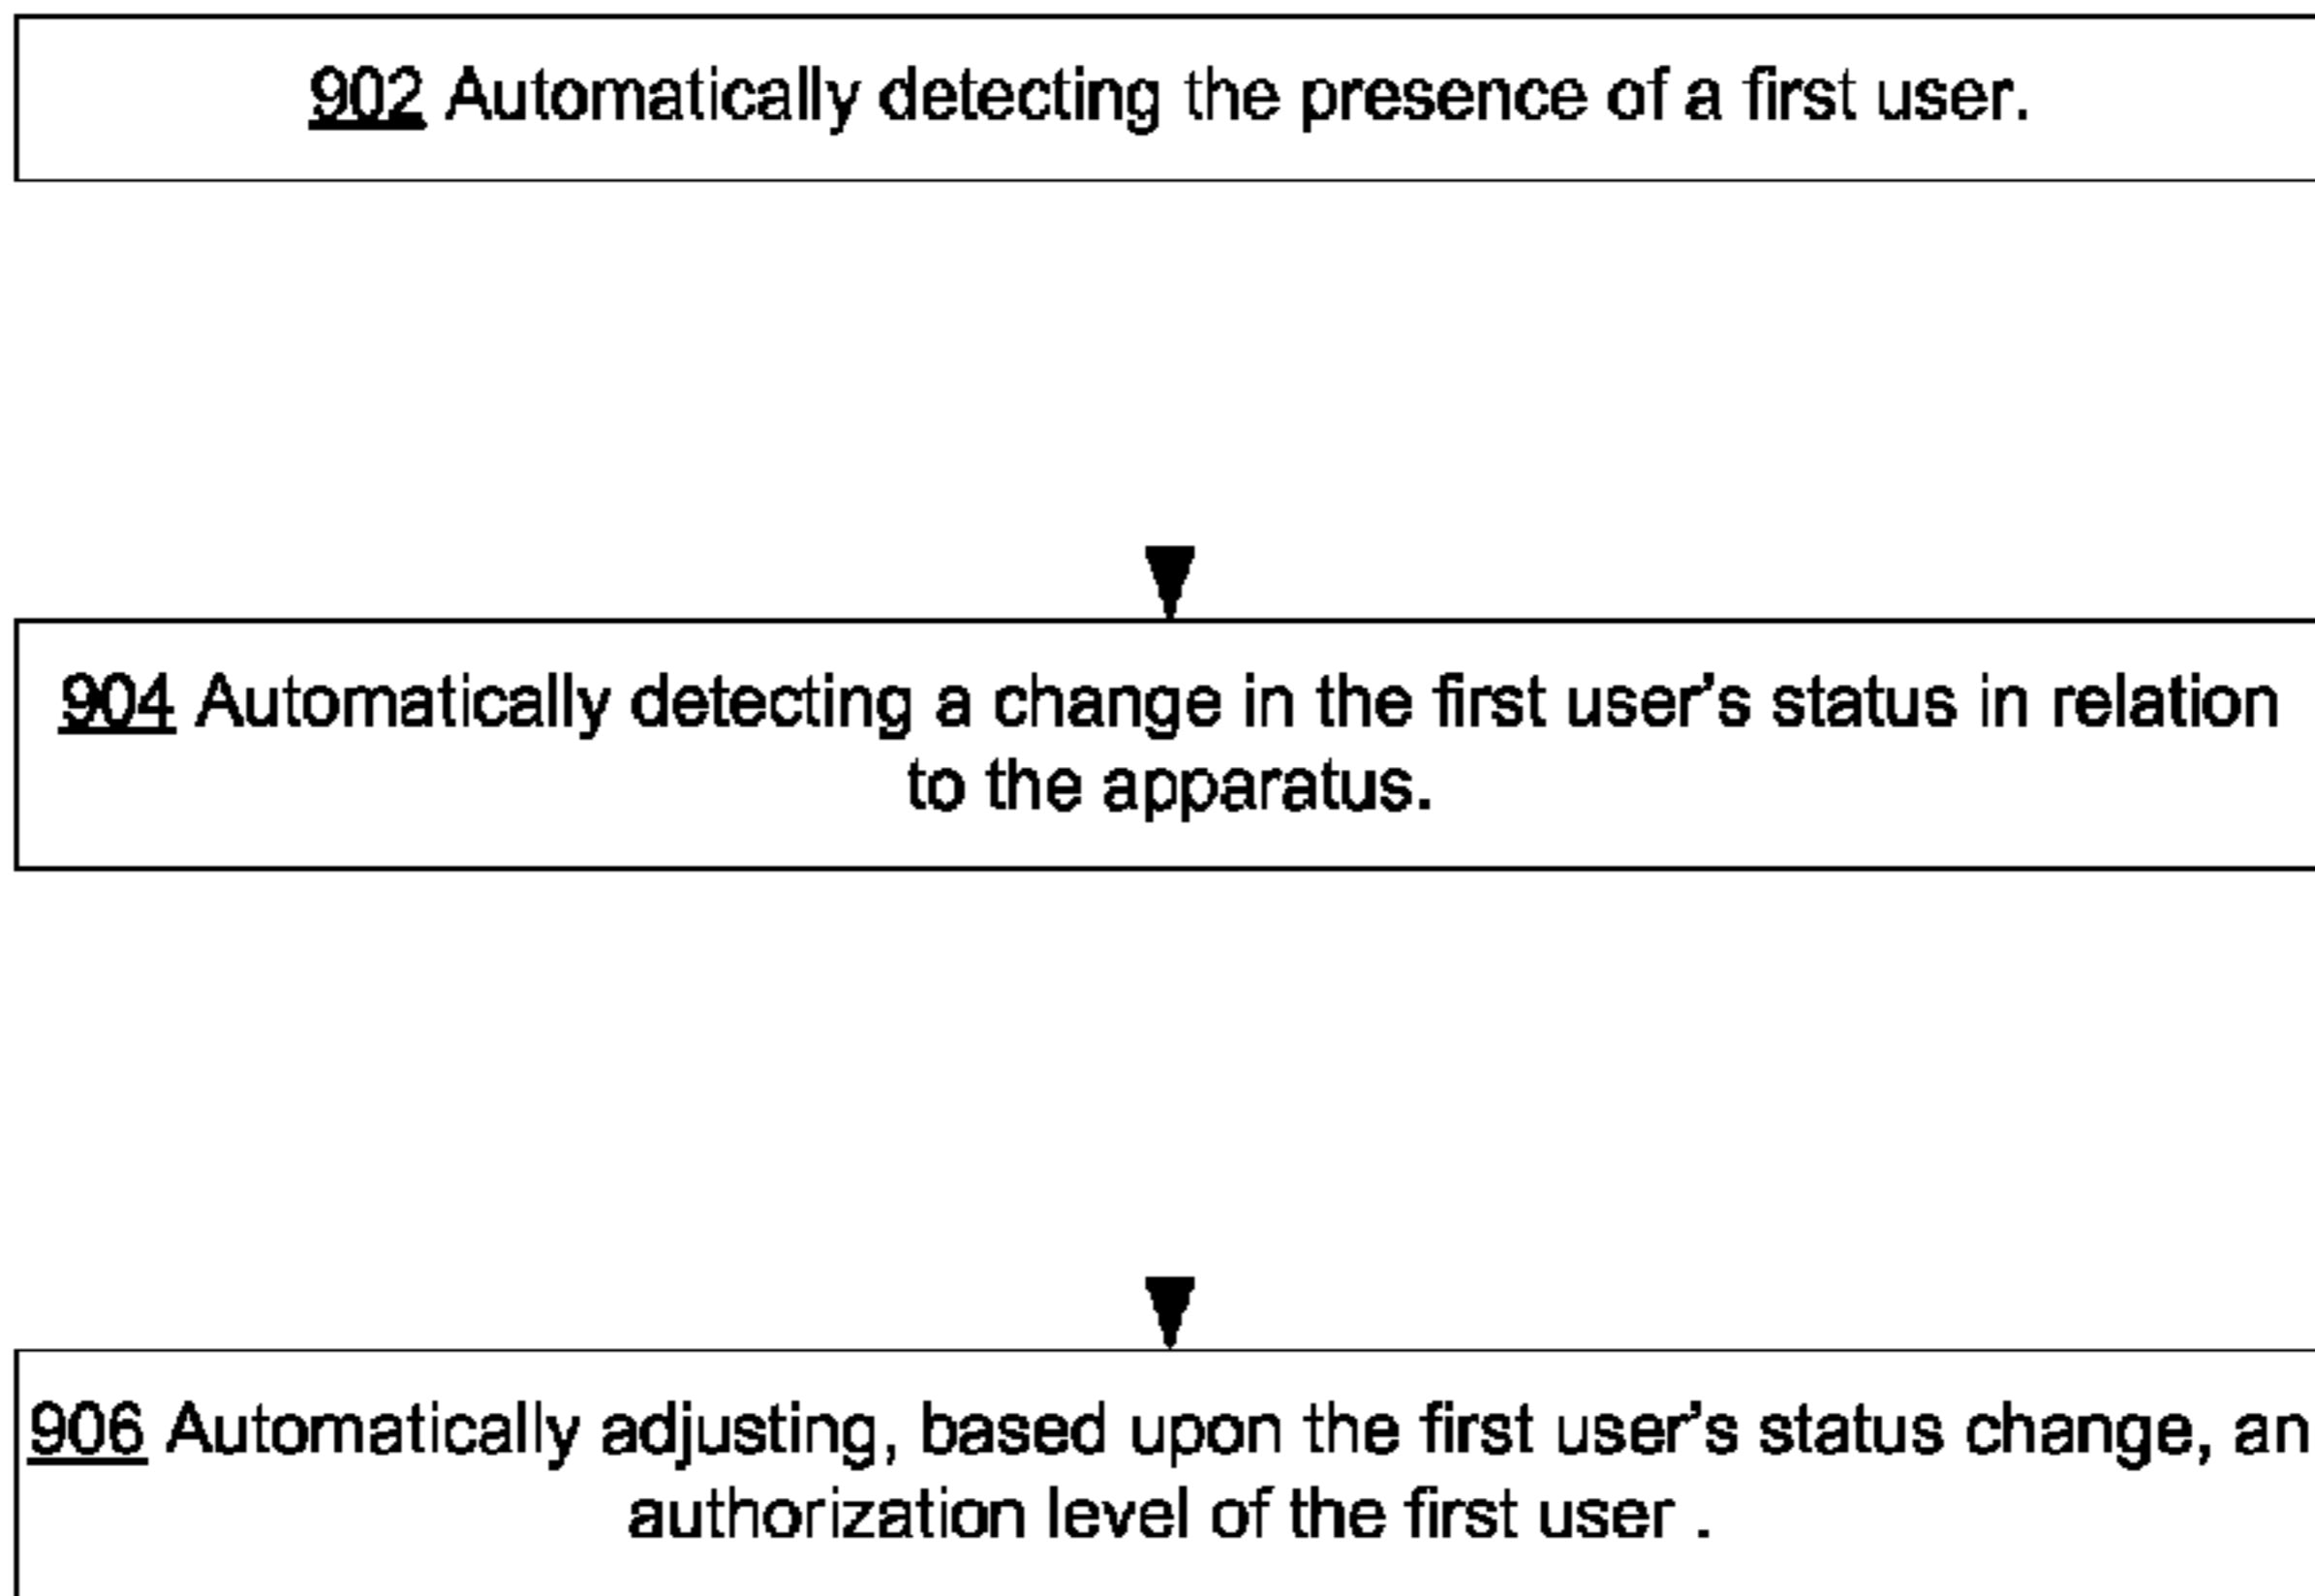 902 Automatically detecting the presence of a first user.
904 Automatically detecting a change in the first user's status in relation
to the apparatus.
906 Automatically adjusting, based upon the first user's status change, an
authorization level of the first user .